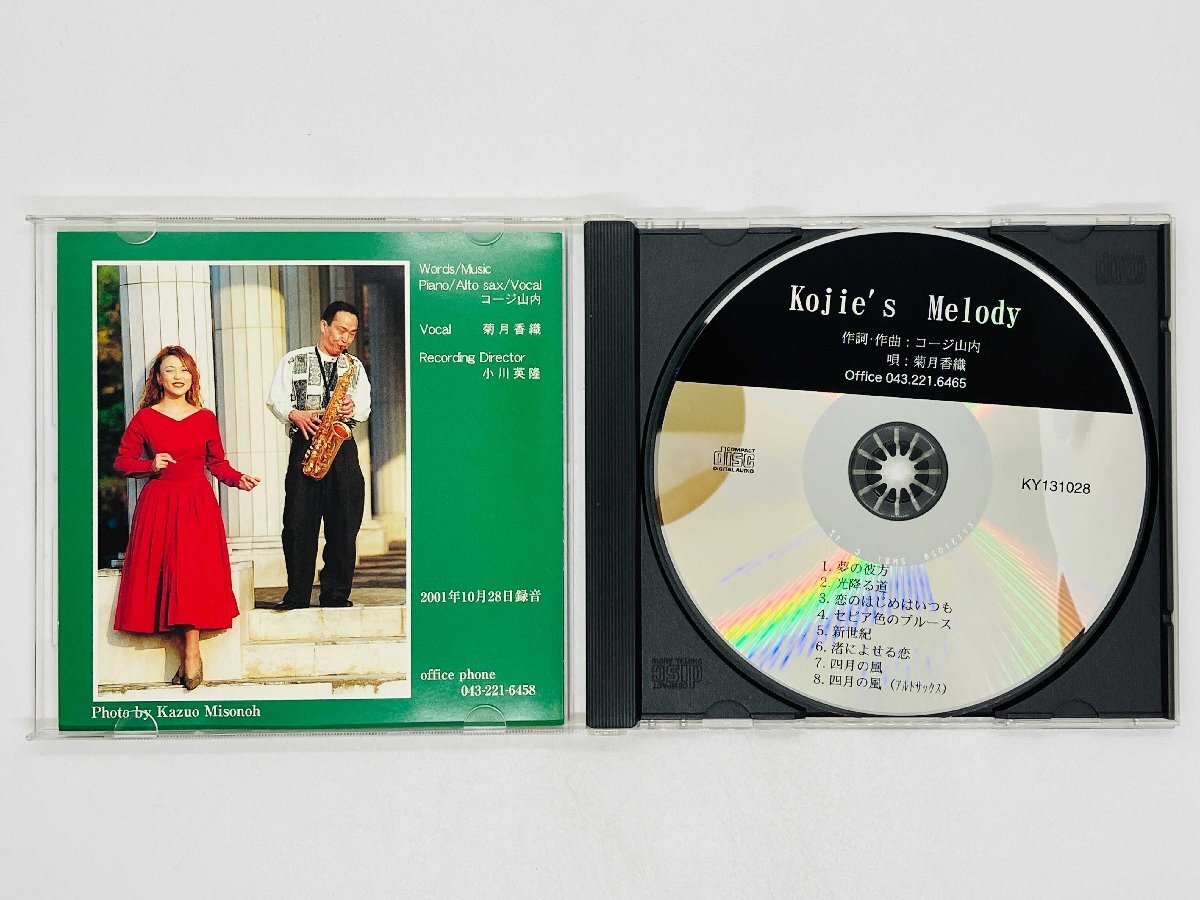 Words/Music
Piano/Alto sax/Vocal
コージ山内
Vocal 菊月香織
Recording Director
小川英隆
2001年10月28日録音
office phone
043-221-6458
Photo by Kazuo Misonoh
Kojie's Melody
作詞・作曲：コージ山内
唄：菊月香織
Office 043.221.6465
COMPACT
disc
DIGITAL AUDIO
KY131028
1. 夢の彼方
2. 光降る道
3. 恋のはじめはいつも
4. セピア色のブルース
5. 新世紀
6. 渚によせる恋
7. 四月の風
8. 四月の風（アルトサックス）